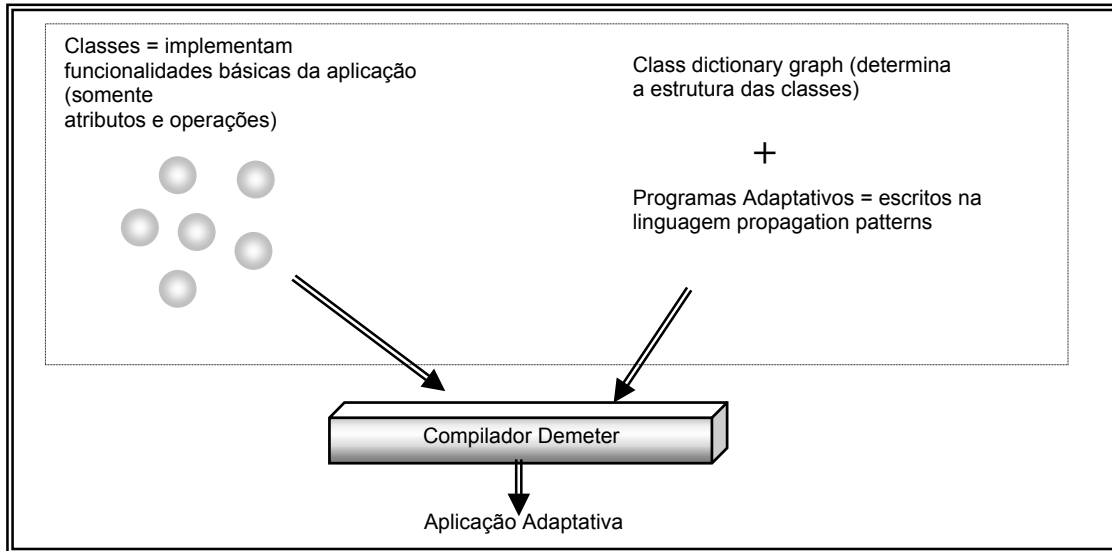 Classes = implementam
funcionalidades básicas da aplicação
(somente
atributos e operações)
Class dictionary graph (determina
a estrutura das classes)
+
Programas Adaptativos = escritos na
linguagem propagation patterns
Compilador Demeter
Aplicação Adaptativa